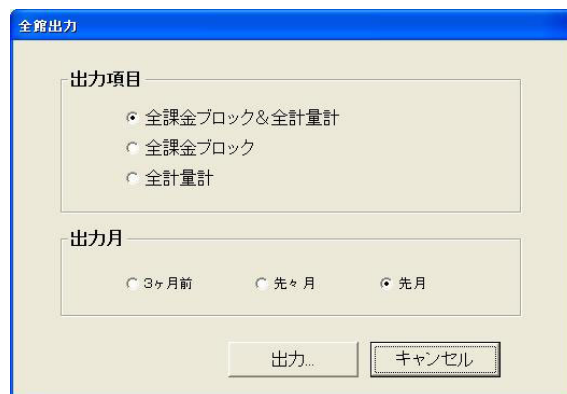 全館出力
出力項目
全課金ブロック&全計量計
全課金ブロック
全計量計
出力月
3ヶ月前 先々月 先月
出力... キャンセル